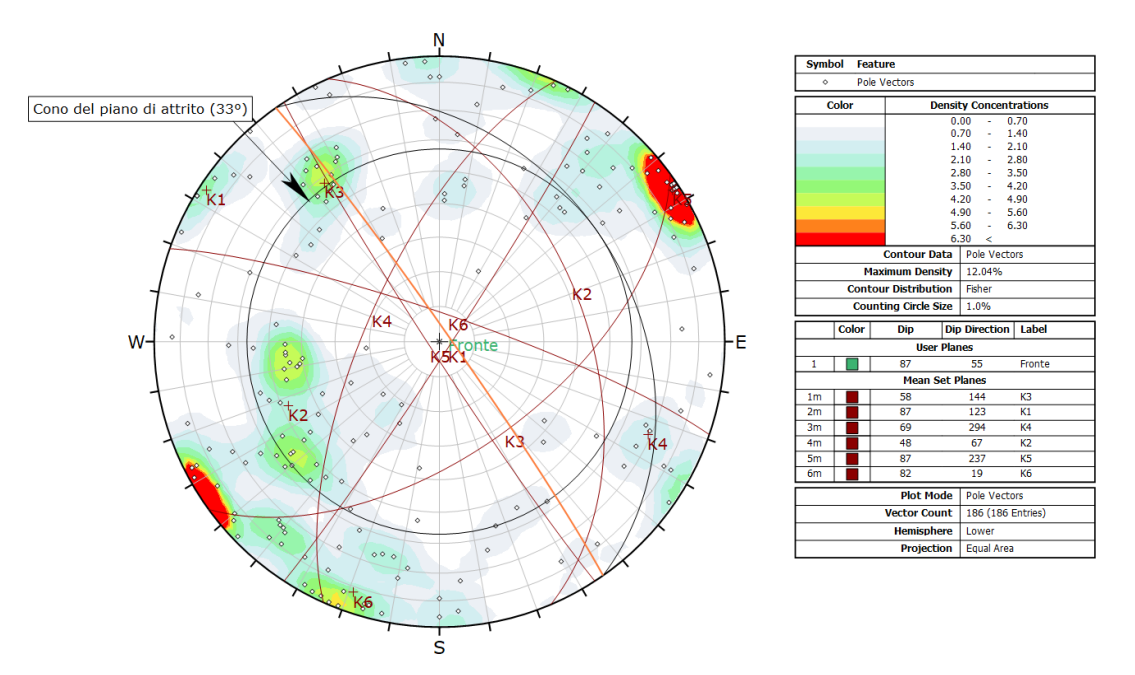 N
Cono del piano di attrito (33º)
K1
K3
K5
W
E
K2
K4
K6
Fronte
K5
K1
K2
K3
K4
K6
S
Symbol Feature
Pole Vectors
Color Density Concentrations
0.00 - 0.70
0.70 - 1.40
1.40 - 2.10
2.10 - 2.80
2.80 - 3.50
3.50 - 4.20
4.20 - 4.90
4.90 - 5.60
5.60 - 6.30
6.30 <
Contour Data Pole Vectors
Maximum Density 12.04%
Contour Distribution Fisher
Counting Circle Size 1.0%
Color Dip Dip Direction Label
User Planes
1 87 55 Fronte
Mean Set Planes
1m 58 144 K3
2m 87 123 K1
3m 69 294 K4
4m 48 67 K2
5m 87 237 K5
6m 82 19 K6
Plot Mode Pole Vectors
Vector Count 186 (186 Entries)
Hemisphere Lower
Projection Equal Area